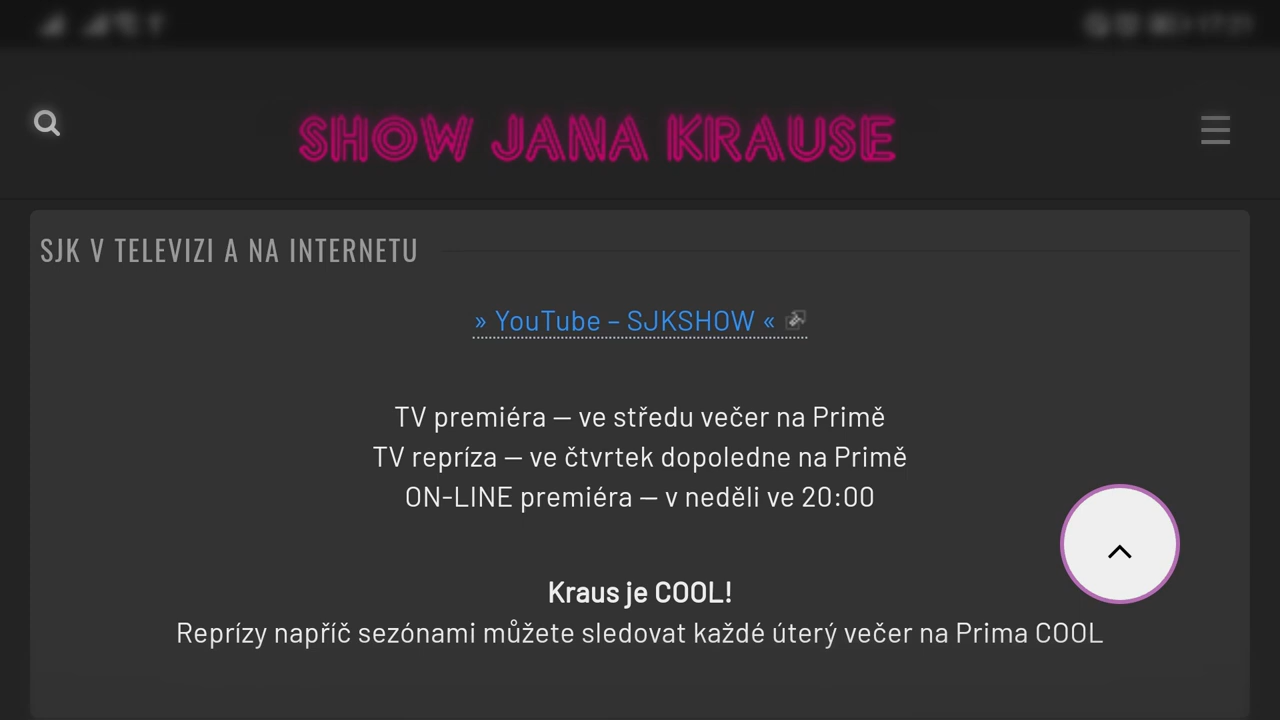 SHOW JANA KRAUSE
SJK V TELEVIZI A NA INTERNETU
» YouTube – SJKSHOW «
TV premiéra — ve středu večer na Primě
TV repríza — ve čtvrtek dopoledne na Primě
ON-LINE premiéra — v neděli ve 20:00
Kraus je COOL!
Reprízy napříč sezónami můžete sledovat každé úterý večer na Prima COOL